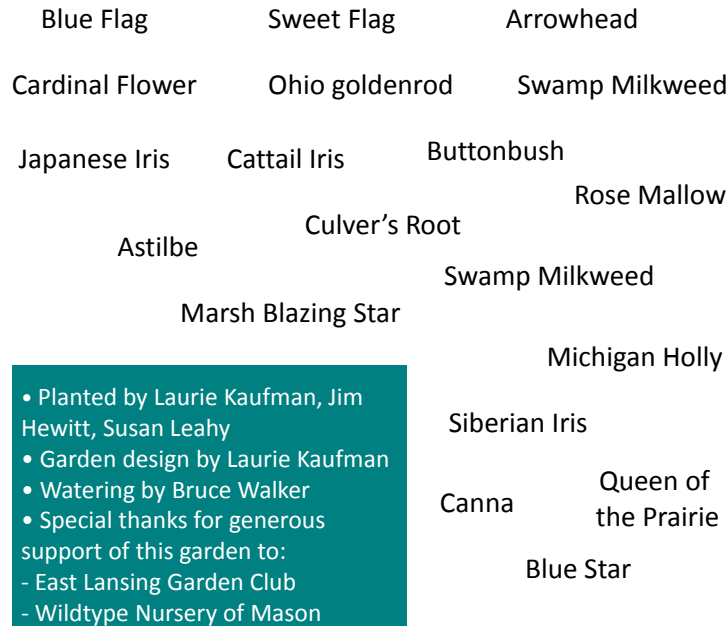 Blue Flag
Sweet Flag
Arrowhead
Cardinal Flower
Ohio goldenrod
Swamp Milkweed
Japanese Iris
Cattail Iris
Buttonbush
Rose Mallow
Culver’s Root
Astilbe
Swamp Milkweed
Marsh Blazing Star
Michigan Holly
Siberian Iris
Canna
Queen of
the Prairie
Blue Star
• Planted by Laurie Kaufman, Jim
Hewitt, Susan Leahy
• Garden design by Laurie Kaufman
• Watering by Bruce Walker
• Special thanks for generous
support of this garden to:
- East Lansing Garden Club
- Wildtype Nursery of Mason